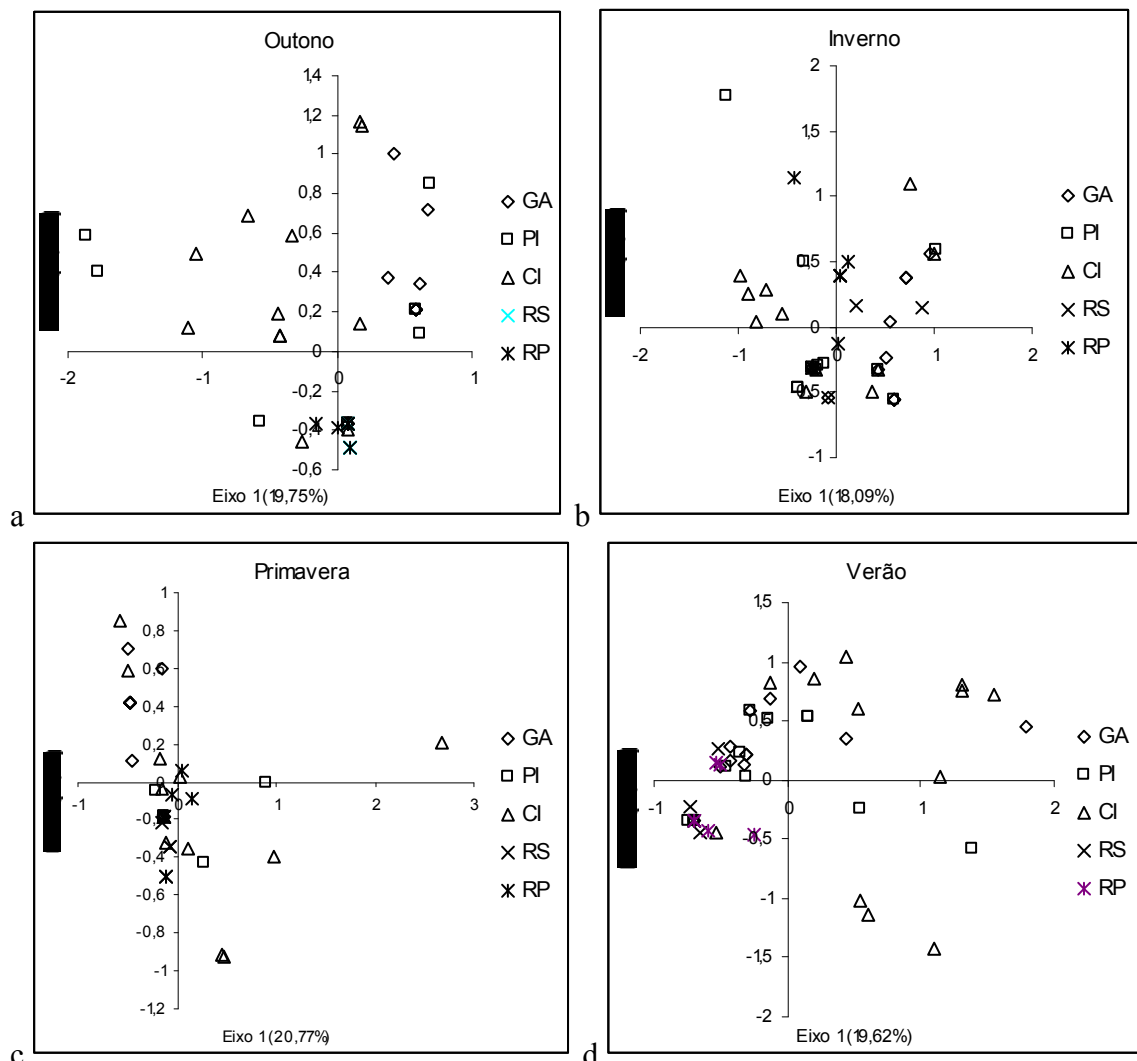 Outono
1,4
1,2
1
0,8
0,6
0,4
0,2
0
-0,2
-0,4
-0,6
-2 -1 0 1
GA
PI
CI
RS
RP
Eixo 1(19,75%)
a
Inverno
2
1,5
1
0,5
0
-0,5
-1
-2 -1 0 1 2
GA
PI
CI
RS
RP
Eixo 1(18,09%)
b
Primavera
1
0,8
0,6
0,4
0,2
0
-0,2
-0,4
-0,6
-0,8
-1
-1,2
-1 0 1 2 3
GA
PI
CI
RS
RP
Eixo 1(20,77%)
c
Verão
1,5
1
0,5
0
-0,5
-1
-1,5
-2
-1 0 1 2
GA
PI
CI
RS
RP
Eixo 1(19,62%)
d